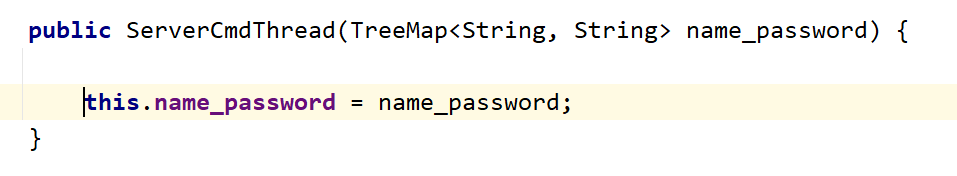 public ServerCmdThread(TreeMap<String, String> name_password) {
this.name_password = name_password;
}